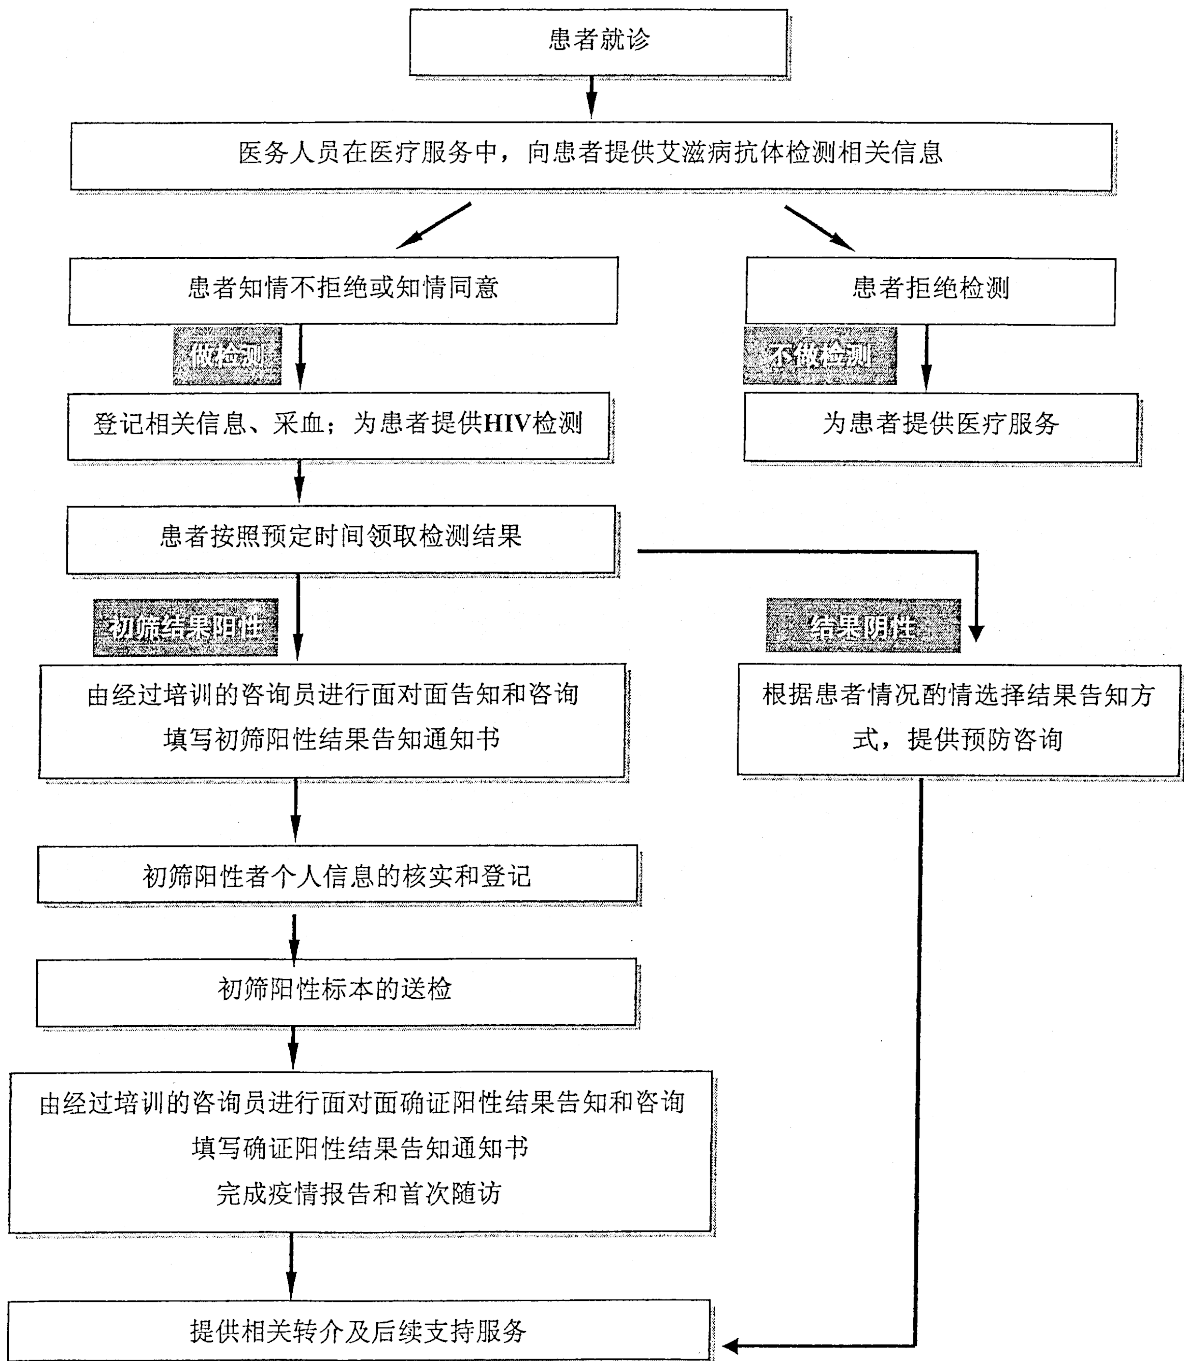 患者就诊
医务人员在医疗服务中，向患者提供艾滋病抗体检测相关信息
患者知情不拒绝或知情同意
患者拒绝检测
做检测
不做检测
登记相关信息、采血；为患者提供HIV检测
为患者提供医疗服务
患者按照预定时间领取检测结果
初筛结果阳性
结果阴性
由经过培训的咨询员进行面对面告知和咨询
填写初筛阳性结果告知通知书
根据患者情况酌情选择结果告知方
式，提供预防咨询
初筛阳性者个人信息的核实和登记
初筛阳性标本的送检
由经过培训的咨询员进行面对面确证阳性结果告知和咨询
填写确证阳性结果告知通知书
完成疫情报告和首次随访
提供相关转介及后续支持服务